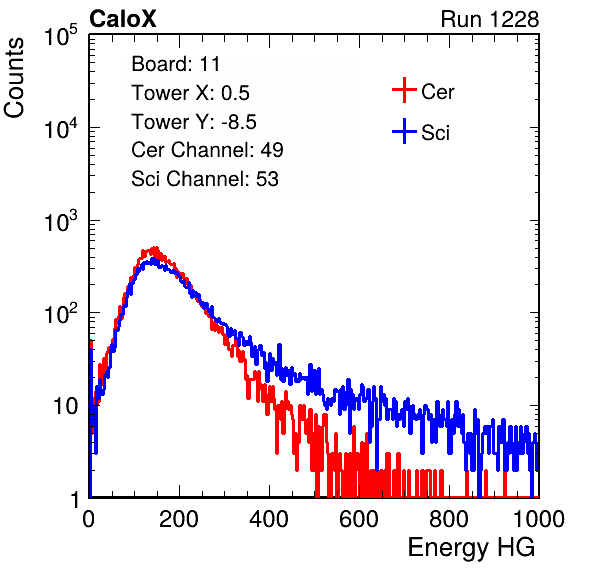 CaloX Run 1228
Counts
10^5
10^4
10^3
10^2
10
1
Board: 11
Tower X: 0.5
Tower Y: -8.5
Cer Channel: 49
Sci Channel: 53
Cer
Sci
0 200 400 600 800 1000
Energy HG